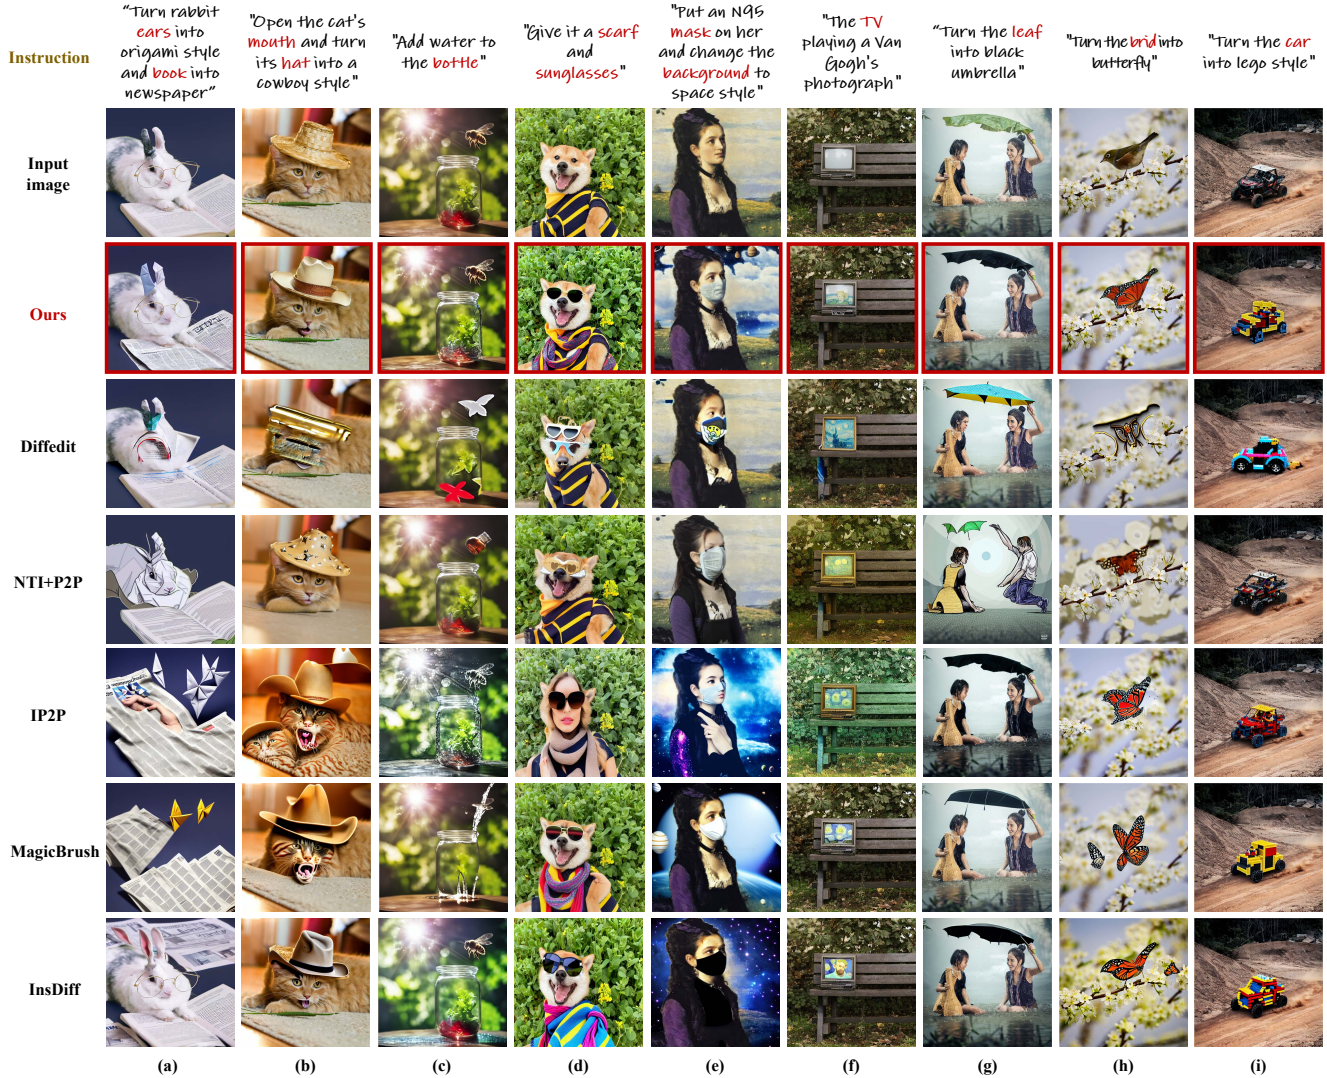 Instruction
"Turn rabbit
ears into
origami style
and book into
newspaper"
"Open the cat's
mouth and turn
its hat into a
cowboy style"
"Add water to
the bottle"
"Give it a scarf
and
sunglasses"
"Put an N95
mask on her
and change the
background to
space style"
"The TV
playing a Van
Gogh's
photograph"
"Turn the leaf
into black
umbrella"
"Turn the brid into
butterfly"
"Turn the car
into lego style"
Input
image
Ours
Diffedit
NTI+P2P
IP2P
MagicBrush
InsDiff
(a)
(b)
(c)
(d)
(e)
(f)
(g)
(h)
(i)